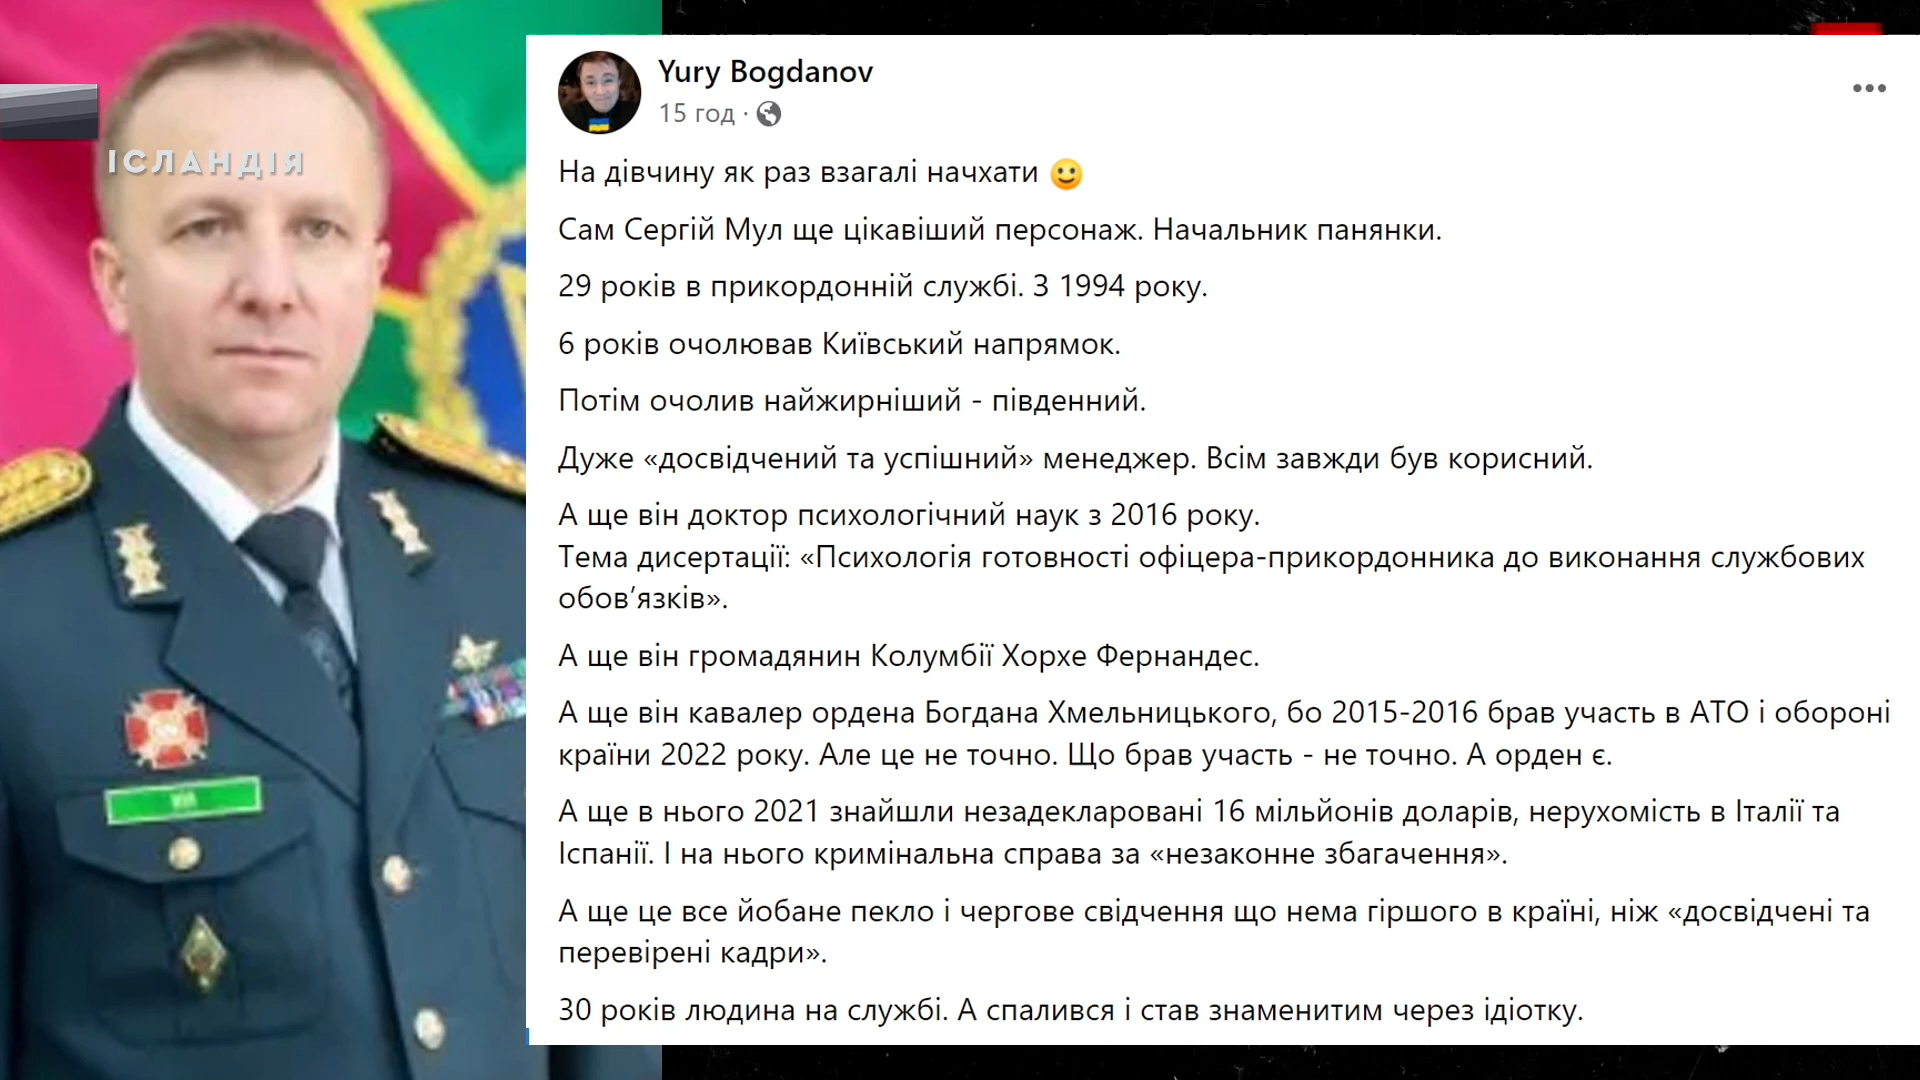 ІСЛАНДІЯ
Yury Bogdanov
15 год ·
На дівчину як раз взагалі начхати
Сам Сергій Мул ще цікавіший персонаж. Начальник панянки.
29 років в прикордонній службі. З 1994 року.
6 років очолював Київський напрямок.
Потім очолив найжирніший - південний.
Дуже «досвідчений та успішний» менеджер. Всім завжди був корисний.
А ще він доктор психологічний наук з 2016 року.
Тема дисертації: «Психологія готовності офіцера-прикордонника до виконання службових
обов’язків».
А ще він громадянин Колумбії Хорхе Фернандес.
А ще він кавалер ордена Богдана Хмельницького, бо 2015-2016 брав участь в АТО і обороні
країни 2022 року. Але це не точно. Що брав участь - не точно. А орден є.
А ще в нього 2021 знайшли незадекларовані 16 мільйонів доларів, нерухомість в Італії та
Іспанії. І на нього кримінальна справа за «незаконне збагачення».
А ще це все йобане пекло і чергове свідчення що нема гіршого в країні, ніж «досвідчені та
перевірені кадри».
30 років людина на службі. А спалився і став знаменитим через ідіотку.